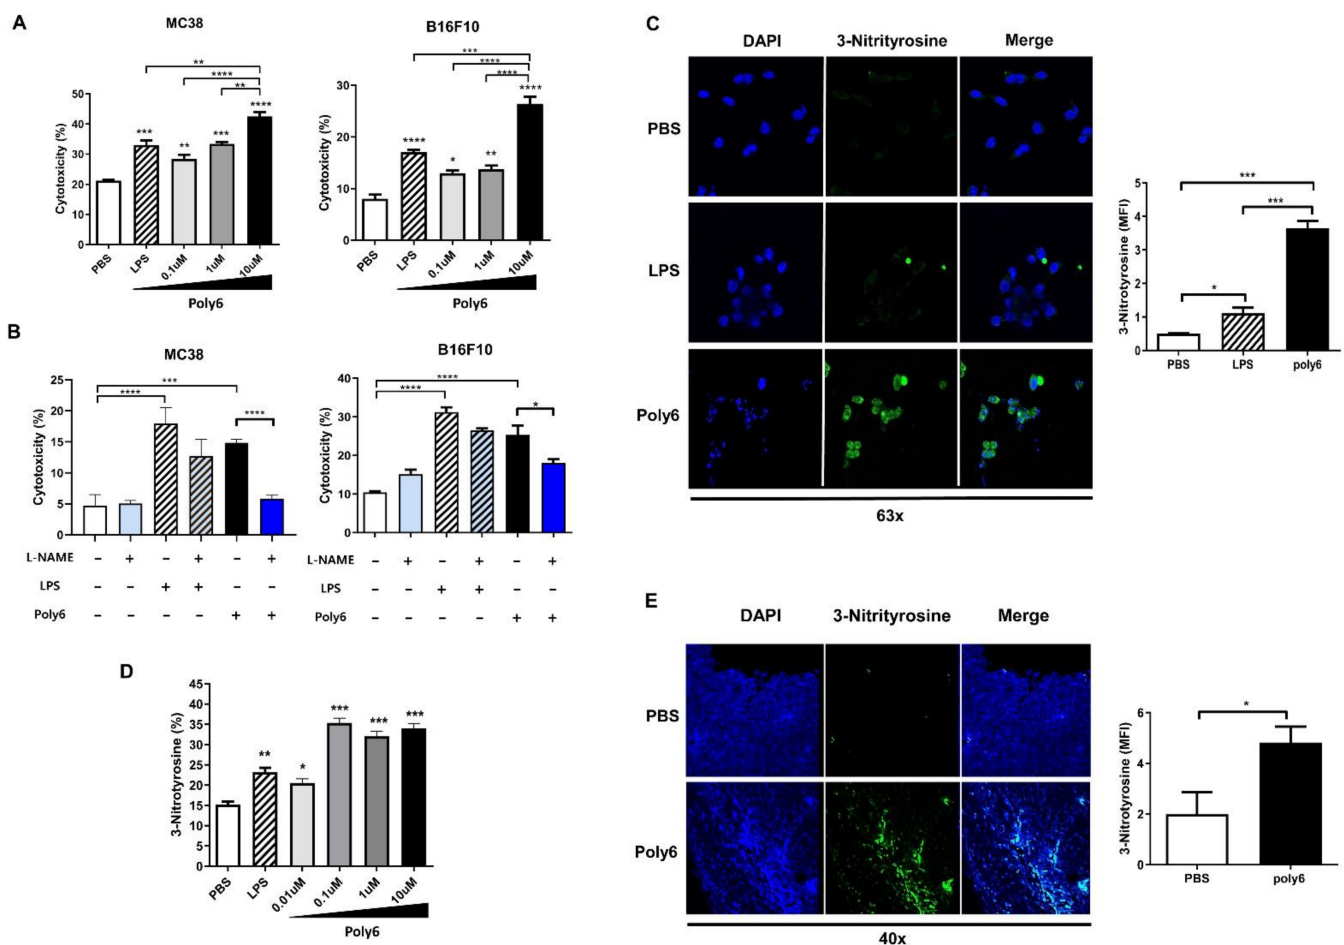 A
MC38
**
****
**
Cytotoxicity (%)
50
40
30
20
10
0
***
**
***
****
PBS
LPS
0.1uM
1uM
10uM
Poly6
B16F10
***
****
****
Cytotoxicity (%)
30
20
10
0
****
*
**
****
PBS
LPS
0.1uM
1uM
10uM
Poly6
B
MC38
***
****
****
Cytotoxicity (%)
25
20
15
10
5
0
L-NAME – + – + – +
LPS – – + + – –
Poly6 – – – – + +
B16F10
****
****
*
Cytotoxicity (%)
40
30
20
10
0
L-NAME – + – + – +
LPS – – + + – –
Poly6 – – – – + +
C
DAPI 3-Nitrityrosine Merge
PBS
LPS
Poly6
63x
***
***
*
3-Nitrotyrosine (MFI)
5
4
3
2
1
0
PBS LPS poly6
D
3-Nitrotyrosine (%)
45
40
35
30
25
20
15
10
5
0
**
*
***
***
***
PBS
LPS
0.01uM
0.1uM
1uM
10uM
Poly6
E
DAPI 3-Nitrityrosine Merge
PBS
Poly6
40x
*
3-Nitrotyrosine (MFI)
6
4
2
0
PBS poly6